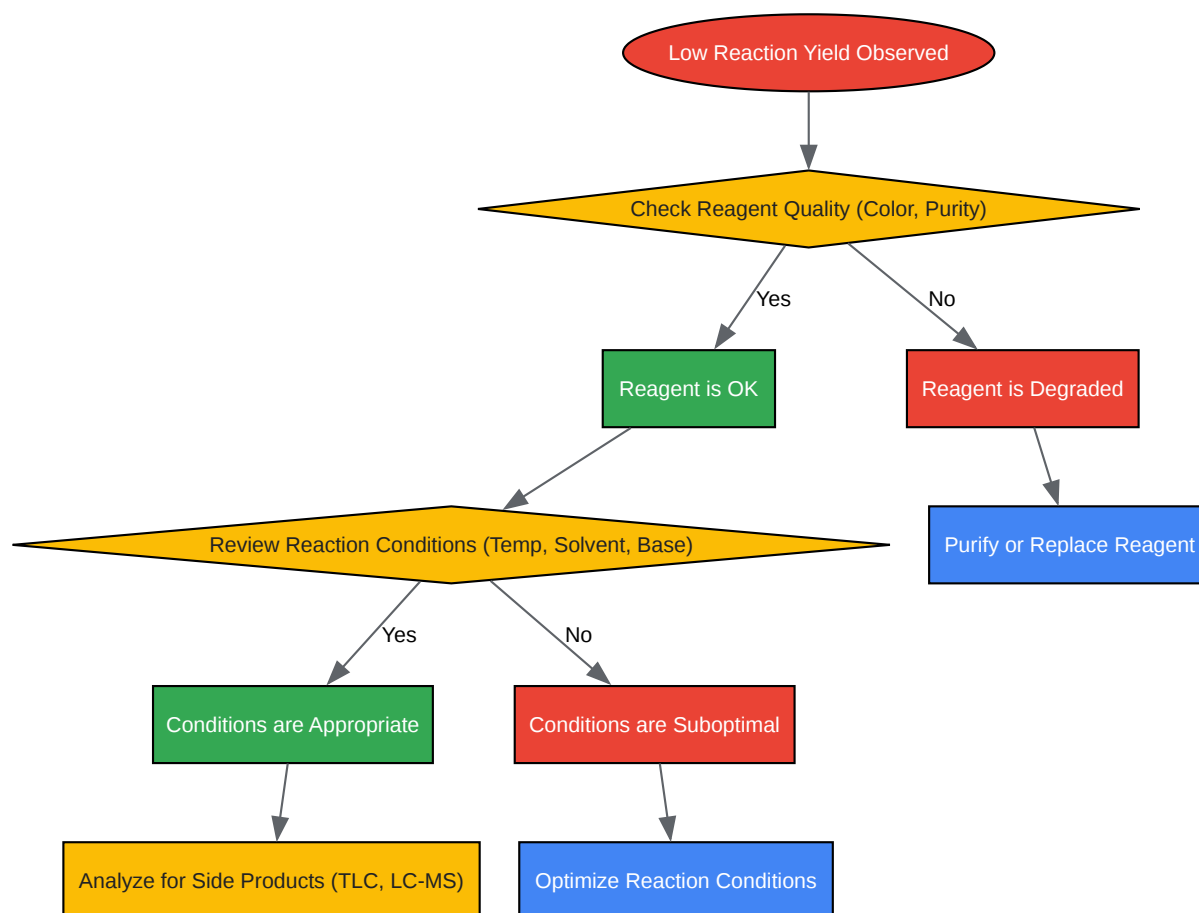 Low Reaction Yield Observed
Check Reagent Quality (Color, Purity)
Yes
No
Reagent is OK
Reagent is Degraded
Review Reaction Conditions (Temp, Solvent, Base)
Purify or Replace Reagent
Yes
No
Conditions are Appropriate
Conditions are Suboptimal
Analyze for Side Products (TLC, LC-MS)
Optimize Reaction Conditions